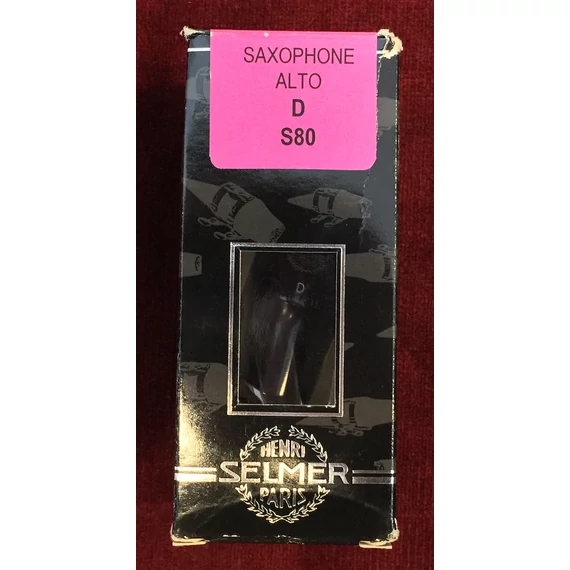 SAXOPHONE
ALTO
D
S80
D
HENRI
SELMER
PARIS